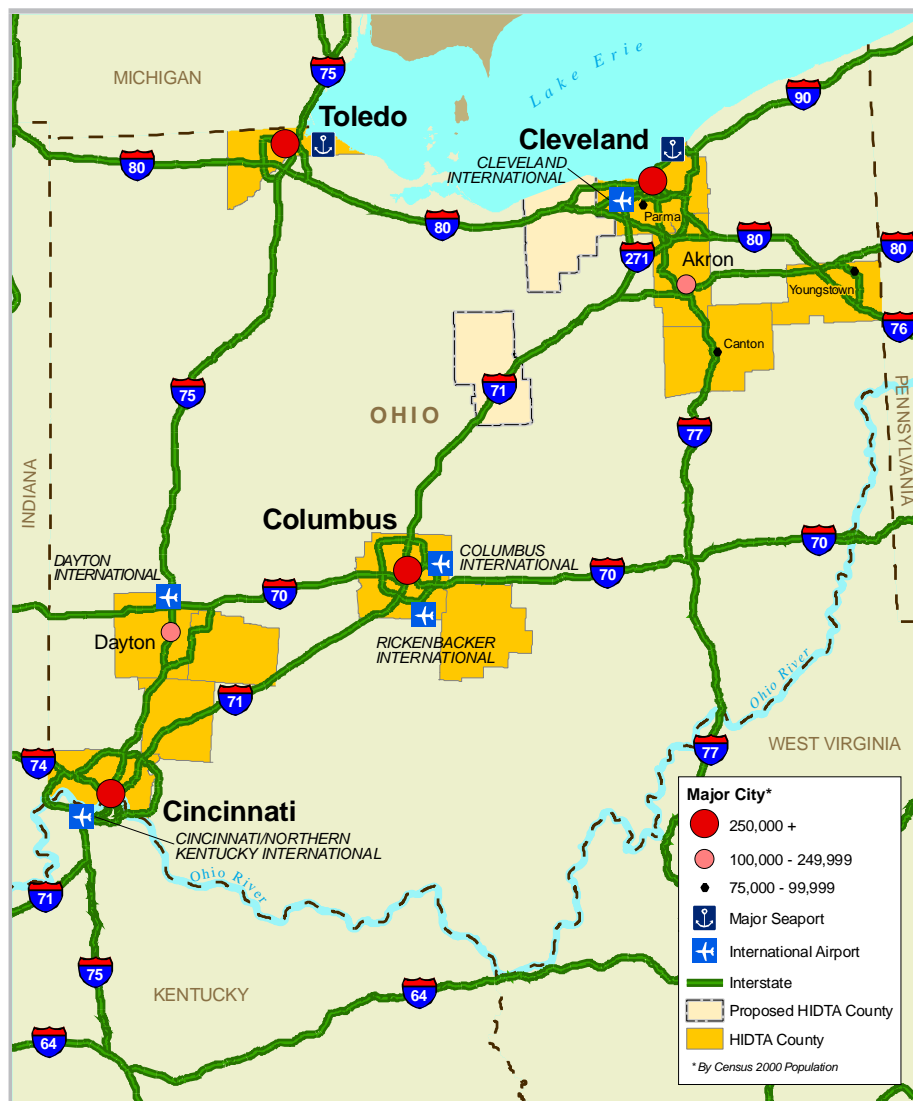 MICHIGAN
75
Lake Erie
90
Toledo
Cleveland
CLEVELAND
INTERNATIONAL
80
Parma
80
80
80
271
Akron
Youngstown
76
Canton
75
71
OHIO
77
INDIANA
PENNSYLVANIA
Columbus
70
DAYTON
INTERNATIONAL
COLUMBUS
INTERNATIONAL
70
70
Dayton
RICKENBACKER
INTERNATIONAL
71
Ohio River
77
WEST VIRGINIA
74
Cincinnati
CINCINNATI/NORTHERN
KENTUCKY INTERNATIONAL
Ohio River
71
75
KENTUCKY
64
64
Major City*
250,000 +
100,000 - 249,999
75,000 - 99,999
Major Seaport
International Airport
Interstate
Proposed HIDTA County
HIDTA County
* By Census 2000 Population